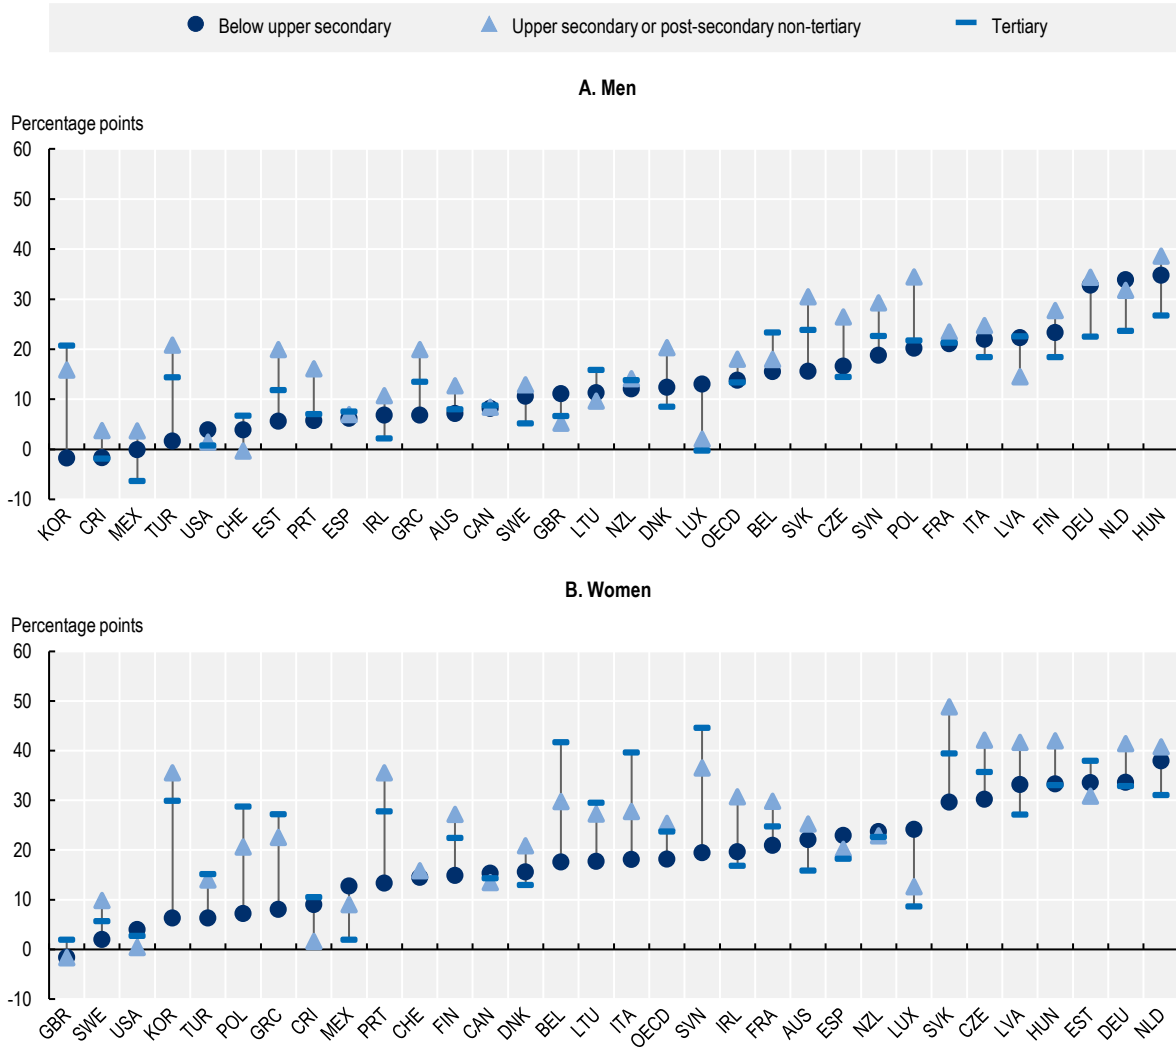 Below upper secondary Upper secondary or post-secondary non-tertiary Tertiary
A. Men
Percentage points
60
50
40
30
20
10
0
-10
KOR CRI MEX TUR USA CHE EST PRT ESP IRL GRC AUS CAN SWE GBR LTU NZL DNK LUX OECD BEL SVK CZE SVN POL FRA ITA LVA FIN DEU NLD HUN
B. Women
Percentage points
60
50
40
30
20
10
0
-10
GBR SWE USA KOR TUR POL GRC CRI MEX PRT CHE FIN CAN DNK BEL LTU ITA OECD SVN IRL FRA AUS ESP NZL LUX SVK CZE LVA HUN EST DEU NLD